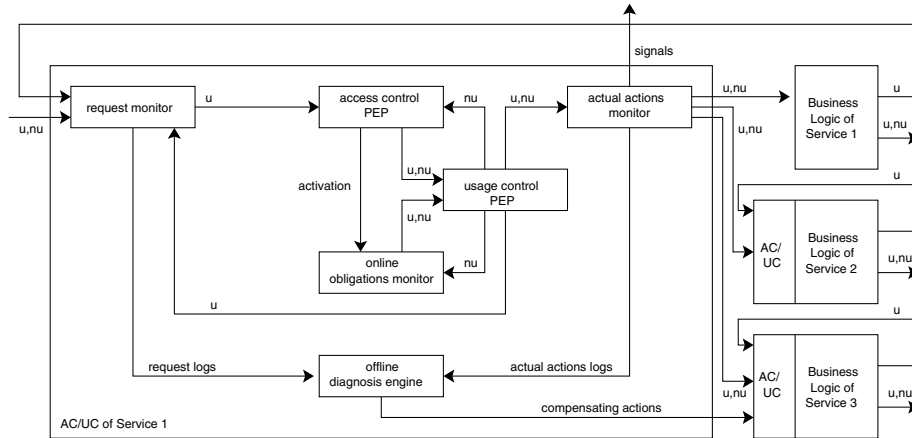 signals
request monitor
u
access control
PEP
nu
u,nu
actual actions
monitor
u,nu
Business
Logic of
Service 1
u
u,nu
u,nu
u,nu
activation
u,nu
usage control
PEP
u,nu
online
obligations monitor
nu
u
AC/
UC
Business
Logic of
Service 2
u
u,nu
u
request logs
offline
diagnosis engine
actual actions logs
u,nu
AC/
UC
Business
Logic of
Service 3
u,nu
compensating actions
AC/UC of Service 1